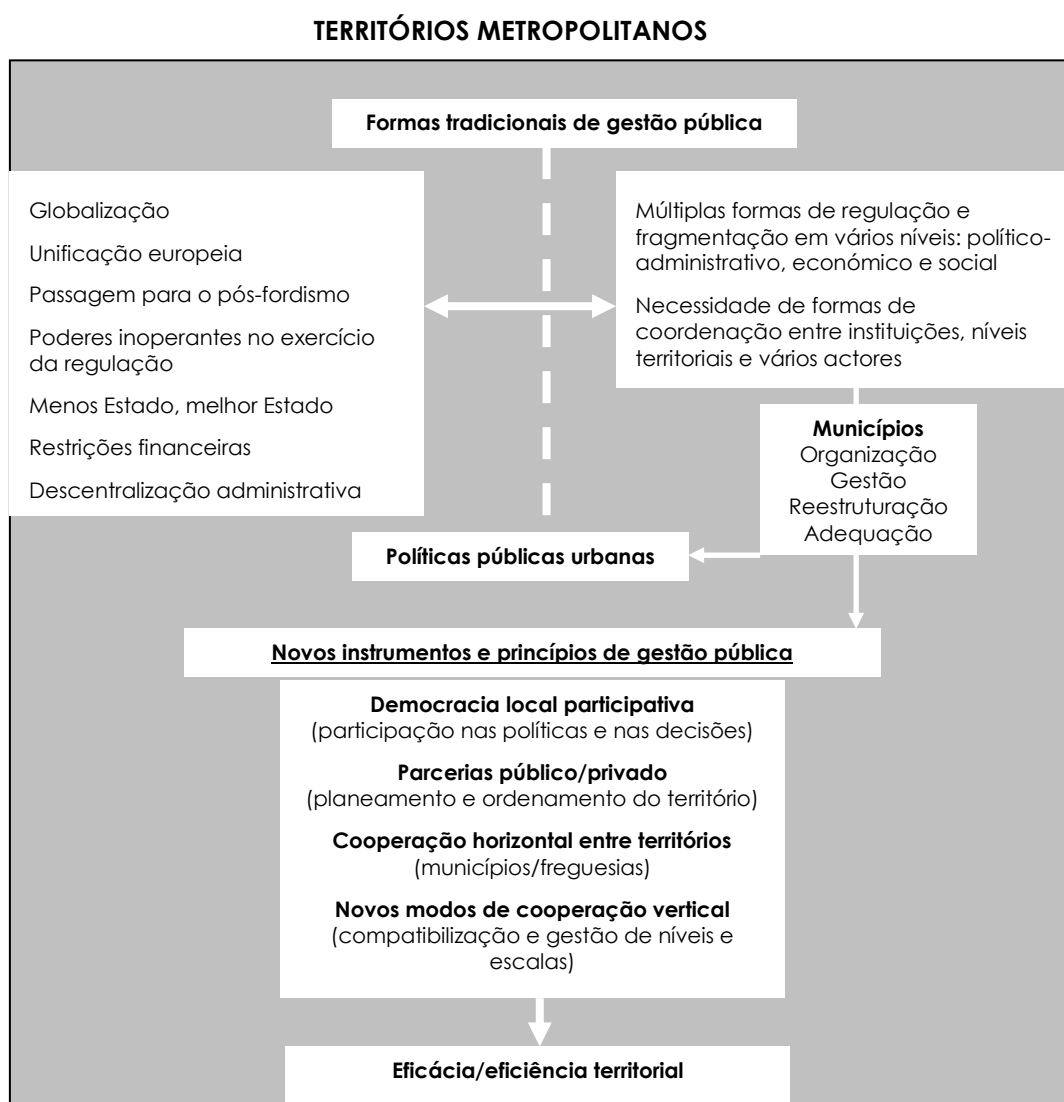 TERRITÓRIOS METROPOLITANOS
Formas tradicionais de gestão pública
Globalização
Unificação europeia
Passagem para o pós-fordismo
Poderes inoperantes no exercício
da regulação
Menos Estado, melhor Estado
Restrições financeiras
Descentralização administrativa
Múltiplas formas de regulação e
fragmentação em vários níveis: político-
administrativo, económico e social
Necessidade de formas de
coordenação entre instituições, níveis
territoriais e vários actores
Municípios
Organização
Gestão
Reestruturação
Adequação
Políticas públicas urbanas
Novos instrumentos e princípios de gestão pública
Democracia local participativa
(participação nas políticas e nas decisões)
Parcerias público/privado
(planeamento e ordenamento do território)
Cooperação horizontal entre territórios
(municípios/freguesias)
Novos modos de cooperação vertical
(compatibilização e gestão de níveis e
escalas)
Eficácia/eficiência territorial